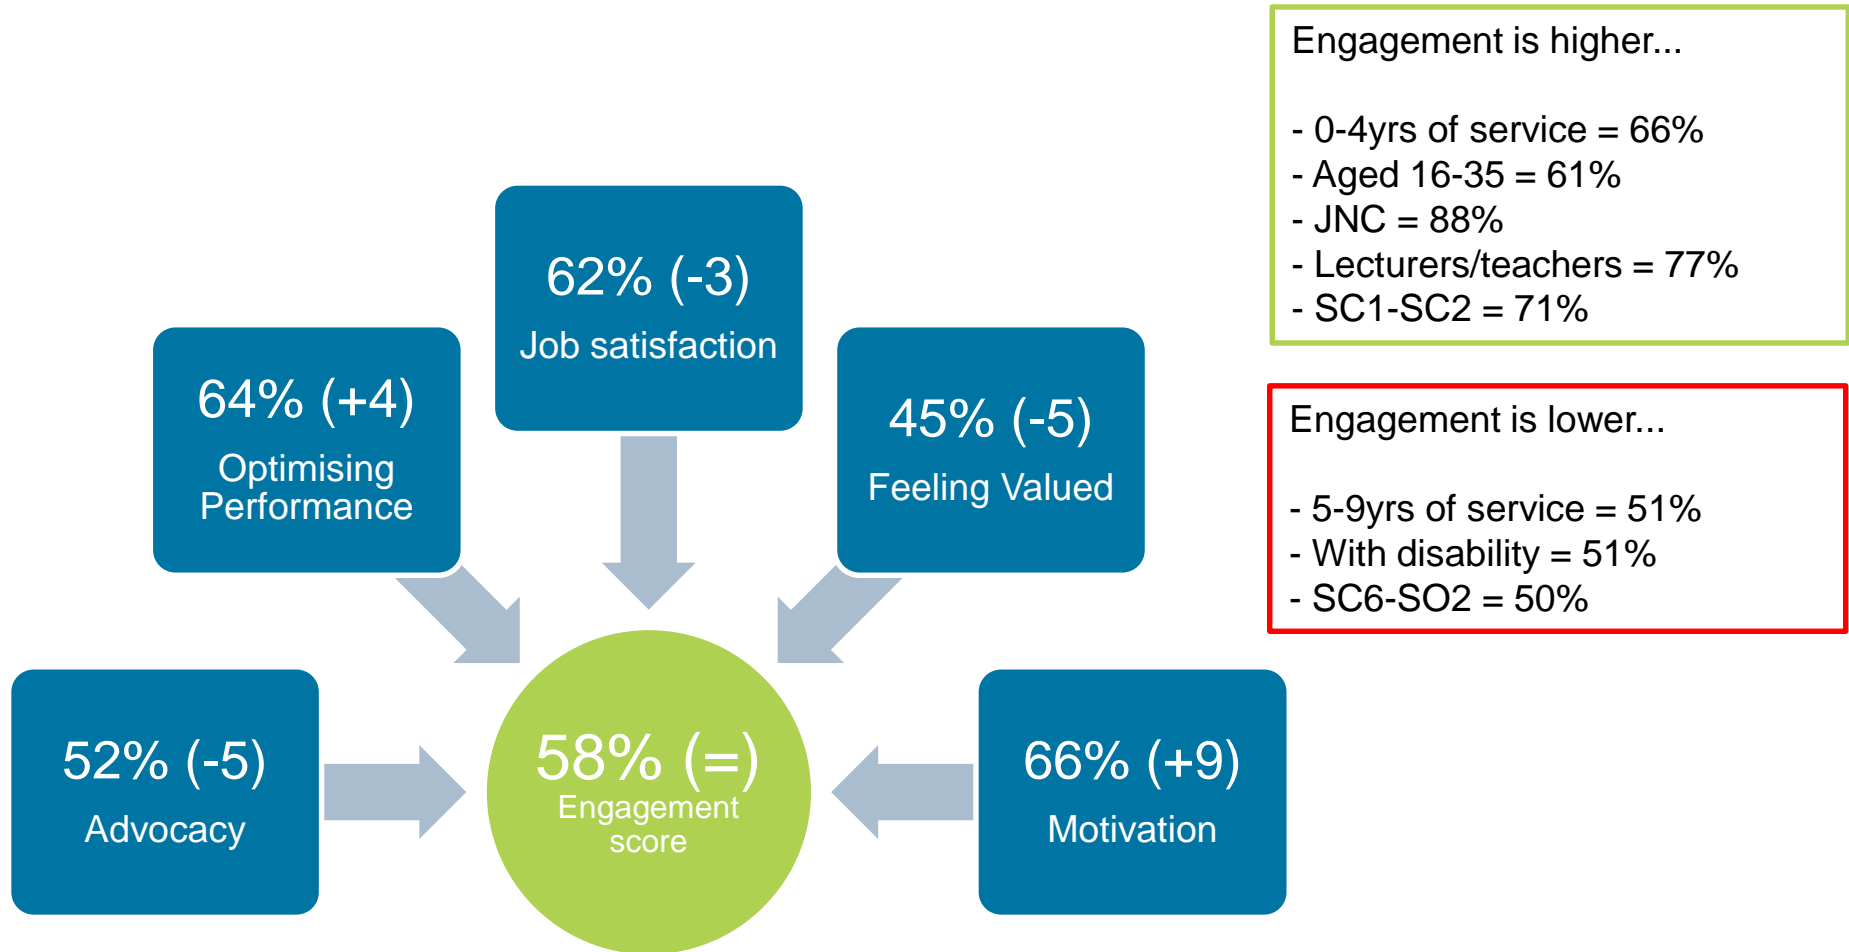 62% (-3)
Job satisfaction
64% (+4)
Optimising
Performance
45% (-5)
Feeling Valued
52% (-5)
Advocacy
58% (=)
Engagement
score
66% (+9)
Motivation
Engagement is higher...
- 0-4yrs of service = 66%
- Aged 16-35 = 61%
- JNC = 88%
- Lecturers/teachers = 77%
- SC1-SC2 = 71%
Engagement is lower...
- 5-9yrs of service = 51%
- With disability = 51%
- SC6-SO2 = 50%